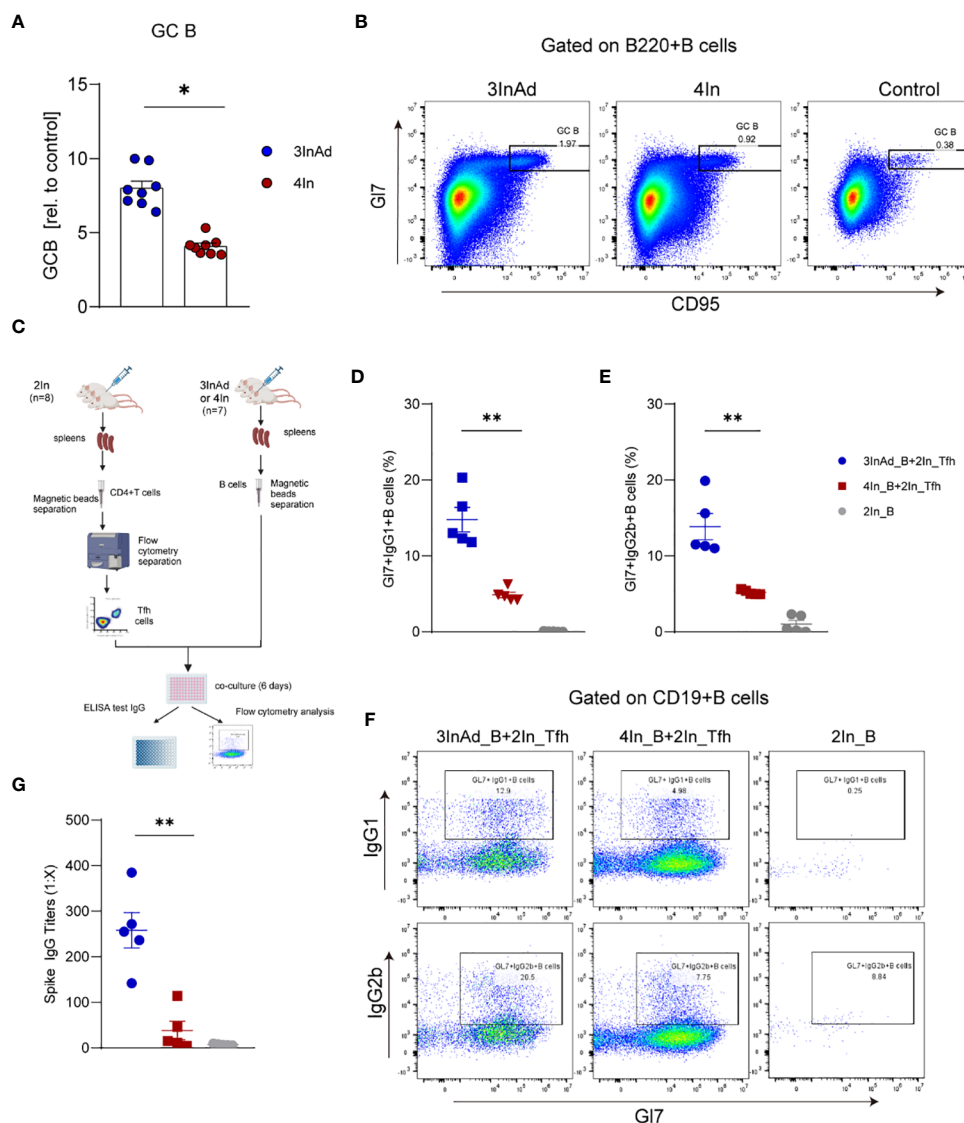 A
GC B
GCB [rel. to control]
15
10
5
0
*
3InAd
4In
B
Gated on B220+B cells
3InAd
4In
Control
GC B
1.97
GC B
0.92
GC B
0.38
Gl7
CD95
C
2In
(n=8)
3InAd
or 4In
(n=7)
spleens
spleens
Magnetic beads
separation
CD4+T cells
B cells
Magnetic
beads
separation
Flow
cytometry
separation
Tfh
cells
co-culture (6 days)
ELISA test IgG
Flow cytometry analysis
D
Gl7+IgG1+B cells (%)
30
20
10
0
**
E
Gl7+IgG2b+B cells (%)
30
20
10
0
**
3InAd_B+2In_Tfh
4In_B+2In_Tfh
2In_B
F
Gated on CD19+B cells
3InAd_B+2In_Tfh
4In_B+2In_Tfh
2In_B
GL7+ IgG1+B cells
12.9
GL7+ IgG1+B cells
4.98
GL7+ IgG1+B cells
0.25
IgG1
GL7+IgG2b+B cells
20.5
GL7+IgG2b+B cells
7.75
GL7+IgG2b+B cells
8.84
IgG2b
Gl7
G
Spike IgG Titers (1:X)
500
400
300
200
100
0
**